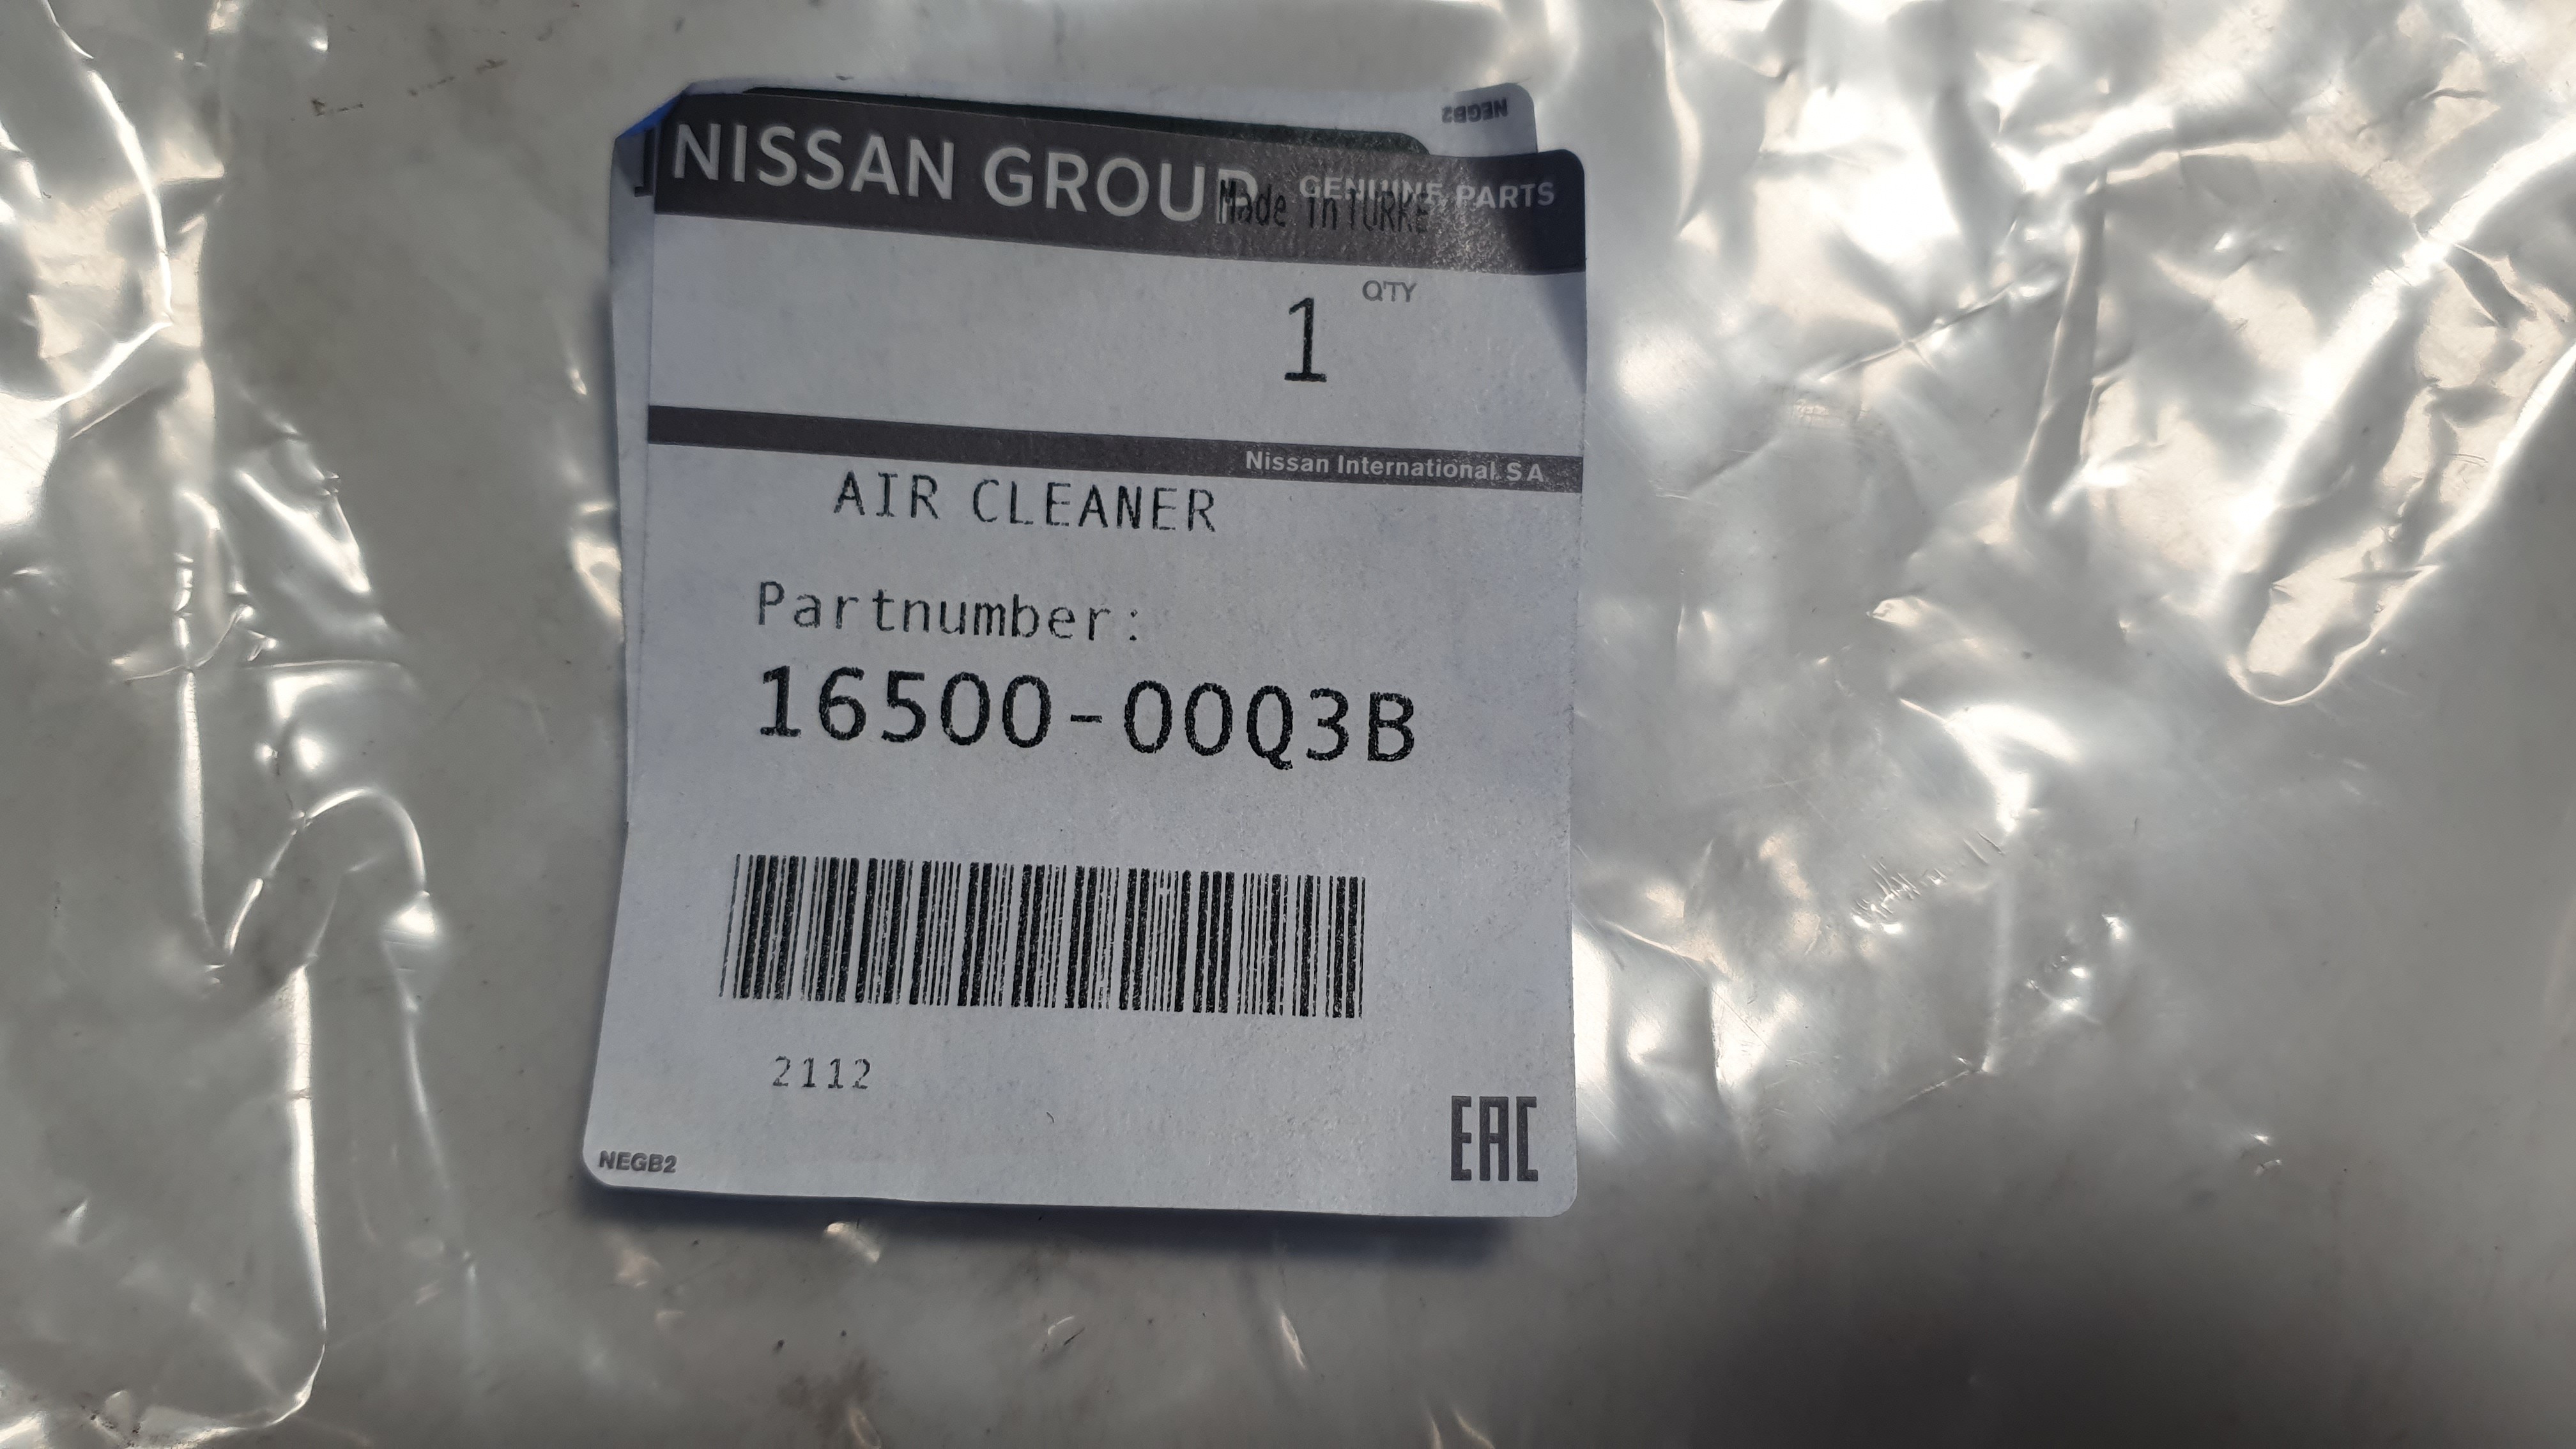 NEGB2
NISSAN GROUP GENUINE PARTS
Made in TURKE
Q'TY
1
Nissan International SA
AIR CLEANER
Partnumber:
16500-00Q3B
2112
EAC
NEGB2